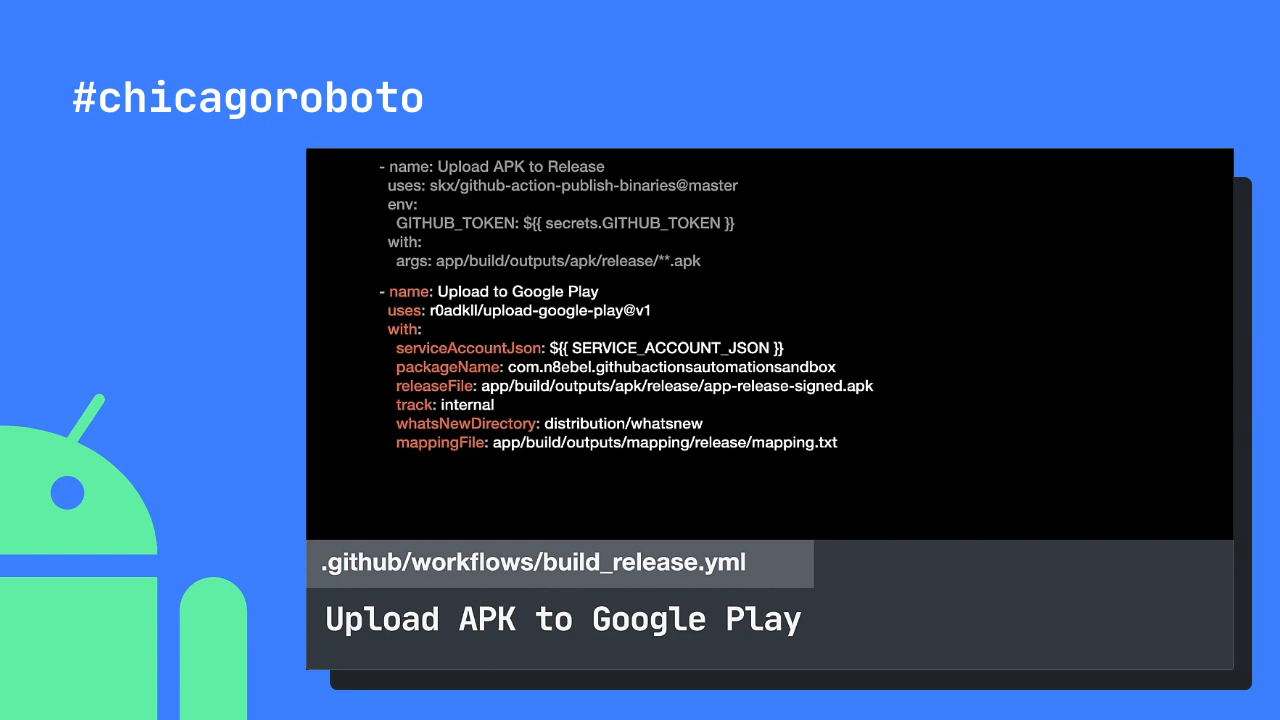 #chicagoroboto
- name: Upload APK to Release
uses: skx/github-action-publish-binaries@master
env:
GITHUB_TOKEN: ${{ secrets.GITHUB_TOKEN }}
with:
args: app/build/outputs/apk/release/**.apk
- name: Upload to Google Play
uses: r0adkll/upload-google-play@v1
with:
serviceAccountJson: ${{ SERVICE_ACCOUNT_JSON }}
packageName: com.n8ebel.githubactionsautomationsandbox
releaseFile: app/build/outputs/apk/release/app-release-signed.apk
track: internal
whatsNewDirectory: distribution/whatsnew
mappingFile: app/build/outputs/mapping/release/mapping.txt
.github/workflows/build_release.yml
Upload APK to Google Play